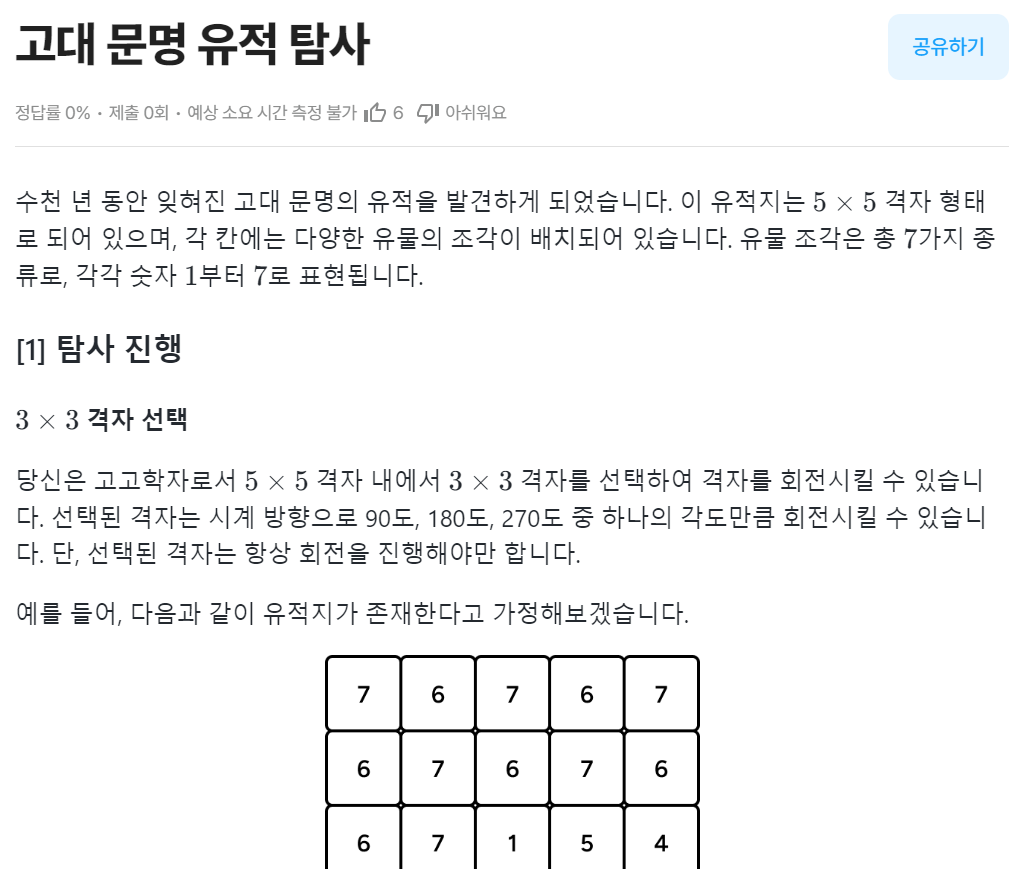 고대 문명 유적 탐사
공유하기
정답률 0% • 제출 0회 • 예상 소요 시간 측정 불가 6 아쉬워요
수천 년 동안 잊혀진 고대 문명의 유적을 발견하게 되었습니다. 이 유적지는 5 × 5 격자 형태
로 되어 있으며, 각 칸에는 다양한 유물의 조각이 배치되어 있습니다. 유물 조각은 총 7가지 종
류로, 각각 숫자 1부터 7로 표현됩니다.
[1] 탐사 진행
3 × 3 격자 선택
당신은 고고학자로서 5 × 5 격자 내에서 3 × 3 격자를 선택하여 격자를 회전시킬 수 있습니
다. 선택된 격자는 시계 방향으로 90도, 180도, 270도 중 하나의 각도만큼 회전시킬 수 있습니
다. 단, 선택된 격자는 항상 회전을 진행해야만 합니다.
예를 들어, 다음과 같이 유적지가 존재한다고 가정해보겠습니다.
7 6 7 6 7
6 7 6 7 6
6 7 1 5 4